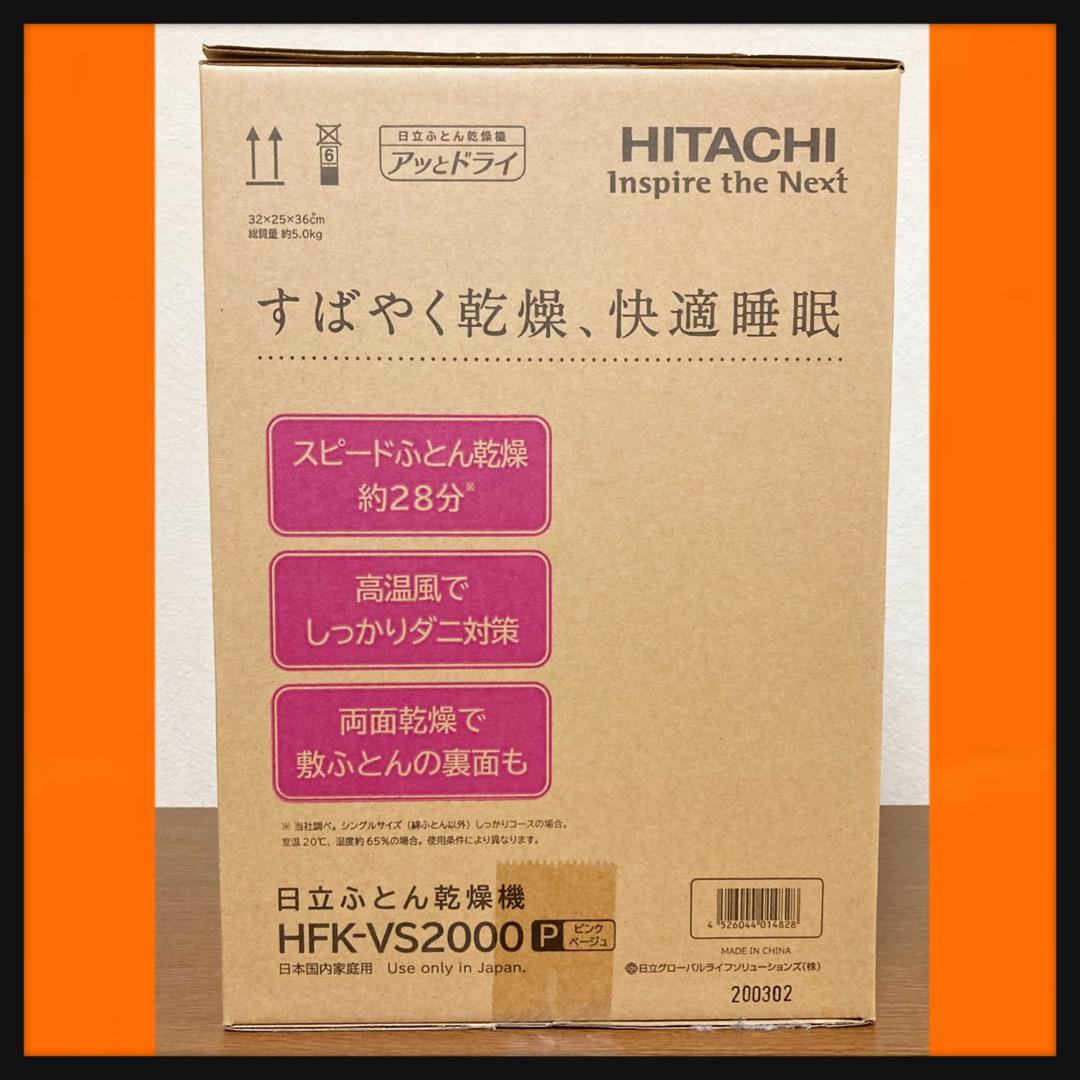 6
日立ふとん乾燥機
アッとドライ
HITACHI
Inspire the Next
32×25×36cm
総質量 約5.0kg
すばやく乾燥、快適睡眠
スピードふとん乾燥
約28分※
高温風で
しっかりダニ対策
両面乾燥で
敷ふとんの裏面も
※ 当社調べ。シングルサイズ（綿ふとん以外）しっかりコースの場合。
室温20℃、湿度約65%の場合。使用条件により異なります。
日立ふとん乾燥機
HFK-VS2000 P ピンク
ベージュ
日本国内家庭用 Use only in Japan.
4 526044 014828
MADE IN CHINA
日立グローバルライフソリューションズ(株)
200302